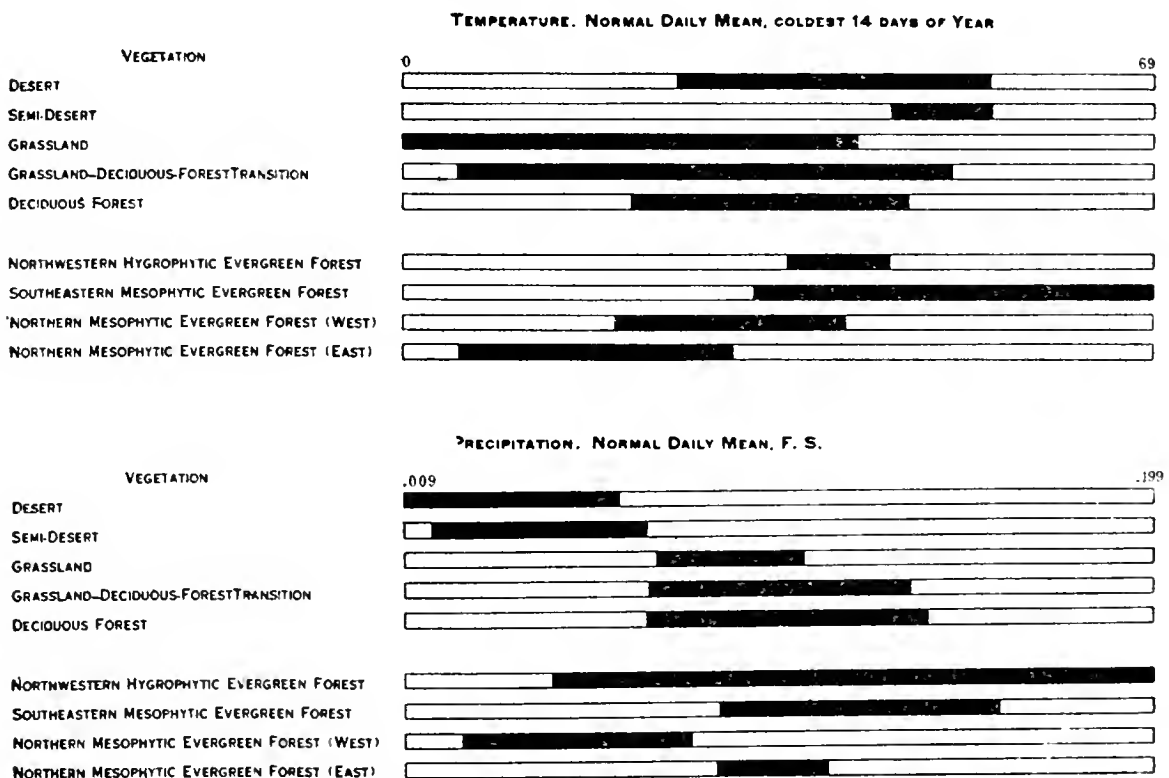 TEMPERATURE. NORMAL DAILY MEAN, COLDEST 14 DAYS OF YEAR
VEGETATION
0 69
DESERT
SEMI-DESERT
GRASSLAND
GRASSLAND–DECIDUOUS-FOREST TRANSITION
DECIDUOUS FOREST
NORTHWESTERN HYGROPHYTIC EVERGREEN FOREST
SOUTHEASTERN MESOPHYTIC EVERGREEN FOREST
NORTHERN MESOPHYTIC EVERGREEN FOREST (WEST)
NORTHERN MESOPHYTIC EVERGREEN FOREST (EAST)
PRECIPITATION. NORMAL DAILY MEAN, F. S.
VEGETATION
.009 .199
DESERT
SEMI-DESERT
GRASSLAND
GRASSLAND–DECIDUOUS-FOREST TRANSITION
DECIDUOUS FOREST
NORTHWESTERN HYGROPHYTIC EVERGREEN FOREST
SOUTHEASTERN MESOPHYTIC EVERGREEN FOREST
NORTHERN MESOPHYTIC EVERGREEN FOREST (WEST)
NORTHERN MESOPHYTIC EVERGREEN FOREST (EAST)